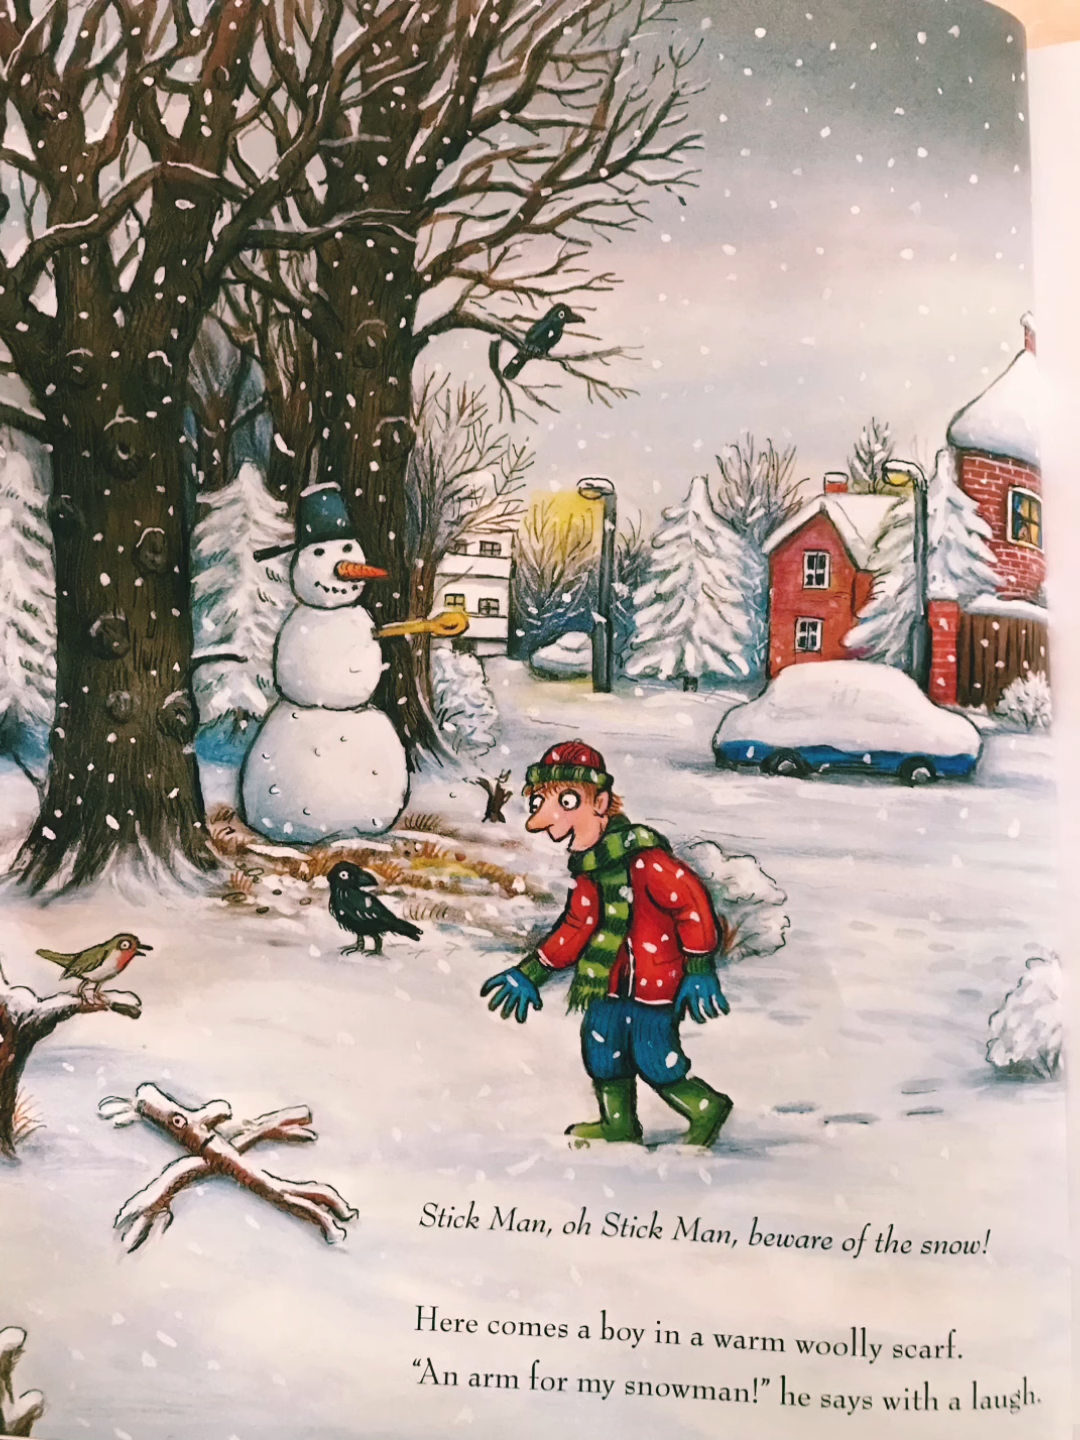 Stick Man, oh Stick Man, beware of the snow!
Here comes a boy in a warm woolly scarf.
“An arm for my snowman!” he says with a laugh.